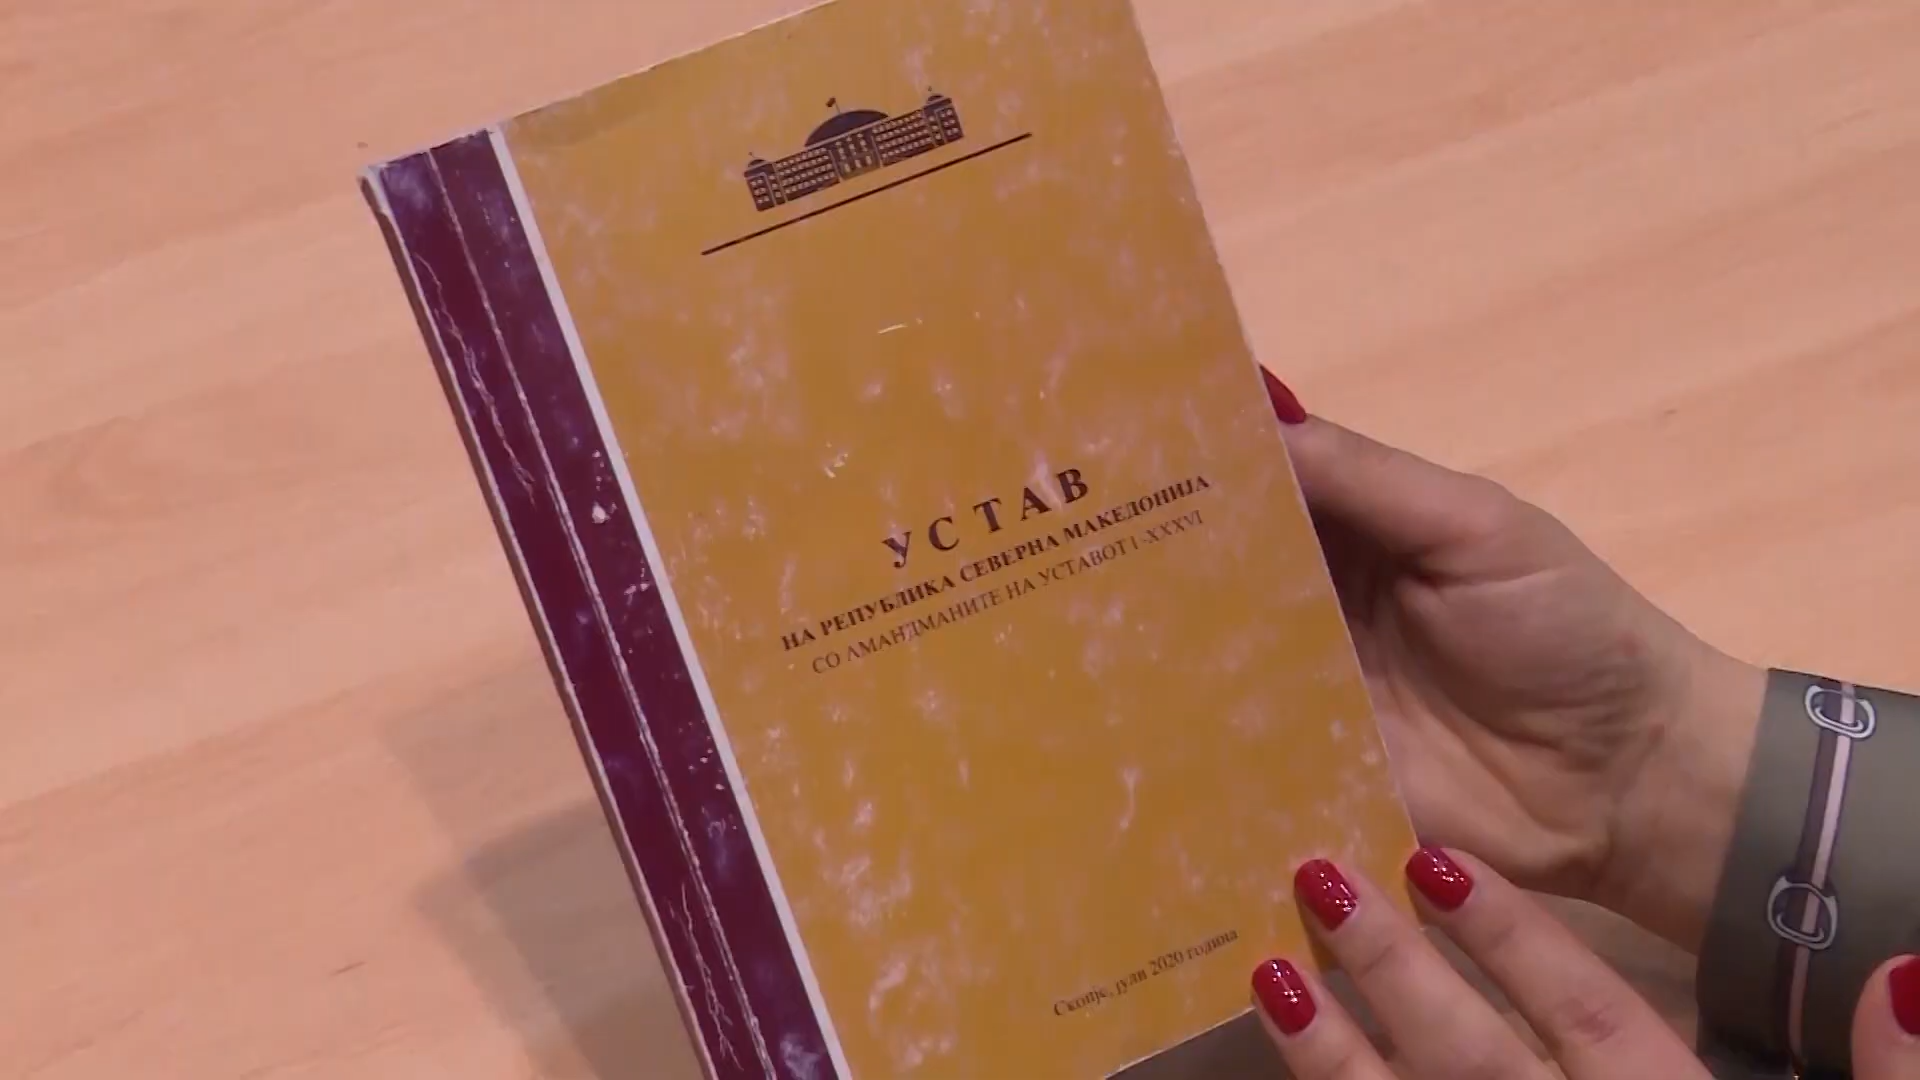 УСТАВ
НА РЕПУБЛИКА СЕВЕРНА МАКЕДОНИЈА
СО АМАНДМАНИТЕ НА УСТАВОТ I -XXXVI
Скопје, јули 2020 година